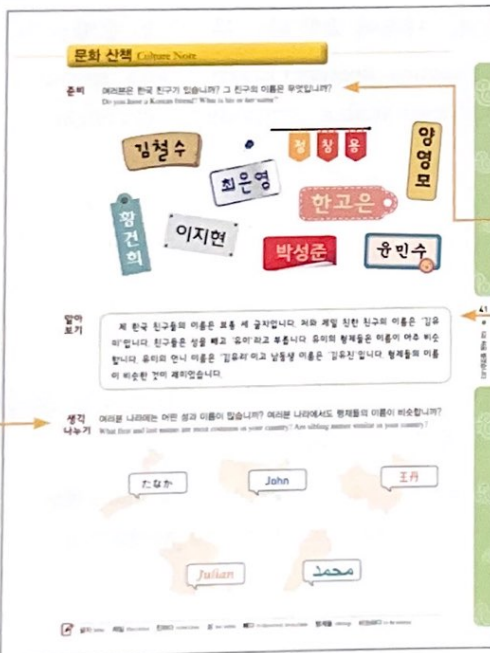 문화 산책 Culture Note
준비
여러분은 한국 친구가 있습니까? 그 친구의 이름은 무엇입니까?
Do you have a Korean friend? What is his or her name?
김철수
최은영
정창용
양영모
황건희
이지현
한고은
박성준
윤민수
알아
보기
제 한국 친구들의 이름은 보통 세 글자입니다. 저와 제일 친한 친구의 이름은 '김유
미'입니다. 친구들은 성을 빼고 '유미'라고 부릅니다. 유미의 형제들은 이름이 아주 비슷
합니다. 유미의 언니 이름은 '김유리'이고 남동생 이름은 '김유진'입니다. 형제들의 이름
이 비슷한 것이 재미있습니다.
41
생각
나누기
여러분 나라에는 어떤 성과 이름이 많습니까? 여러분 나라에서도 형제들의 이름이 비슷합니까?
What first and last names are most common in your country? Are sibling names similar in your country?
たなか
John
王丹
Julian
محمد